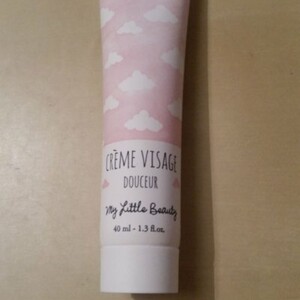 CRÈME VISAGE
DOUCEUR
My Little Beauty
40 ml - 1.3 fl.oz.